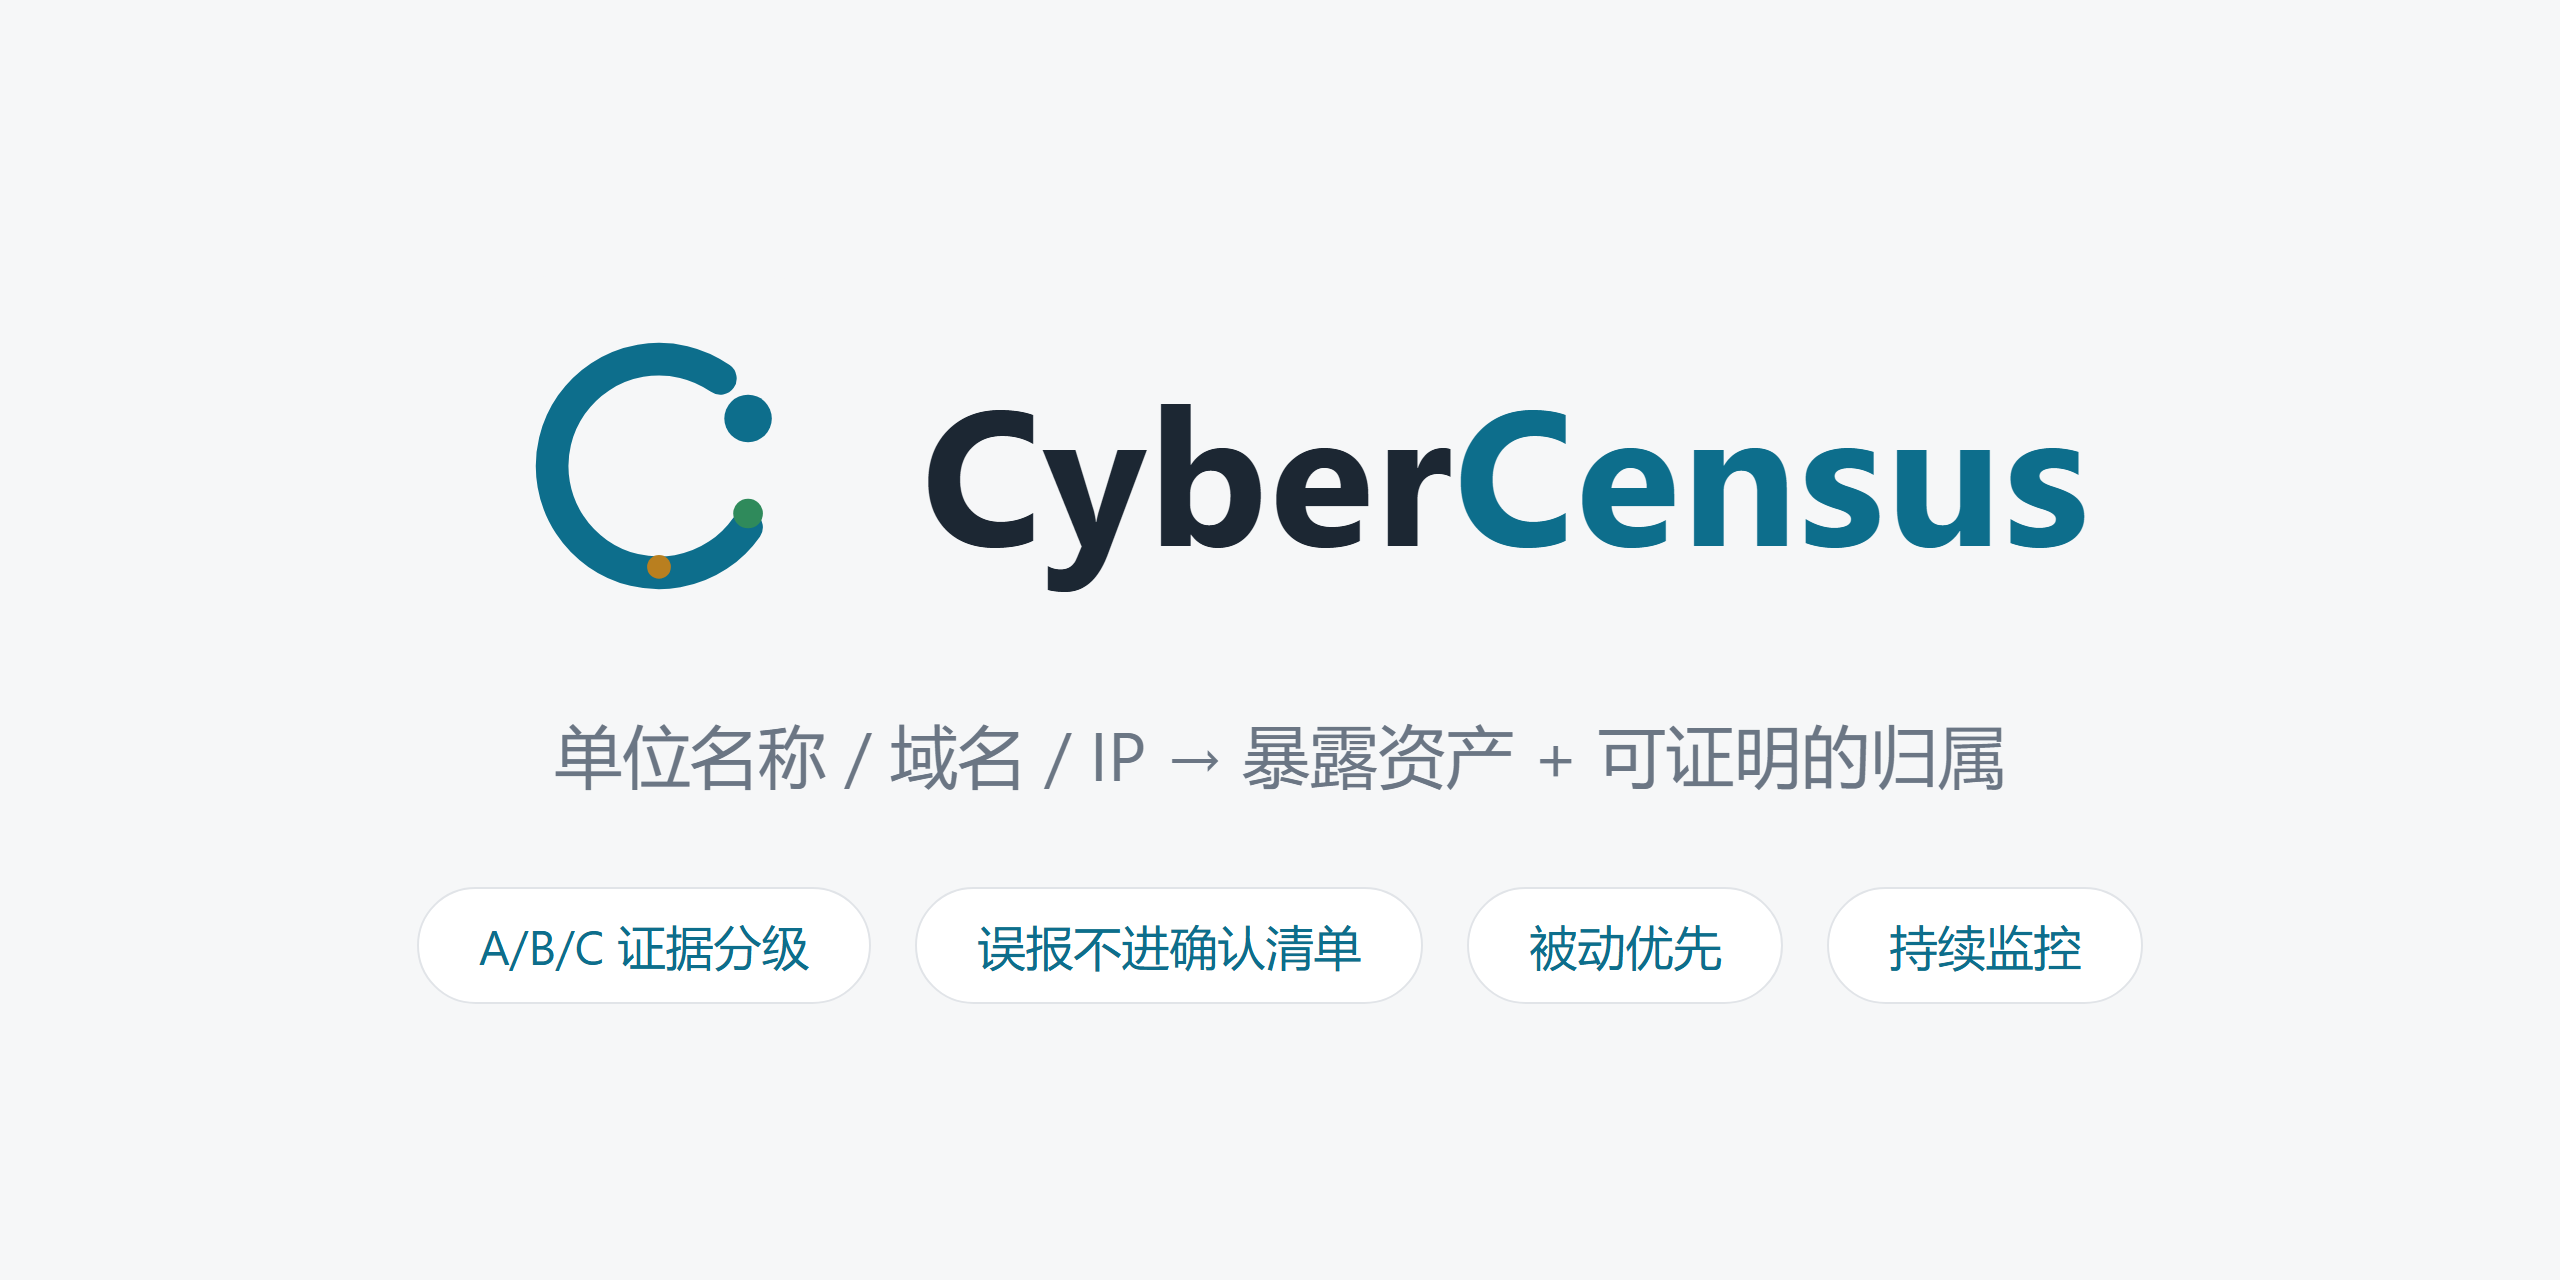 CyberCensus
单位名称 / 域名 / IP → 暴露资产 + 可证明的归属
A/B/C 证据分级 误报不进确认清单 被动优先 持续监控